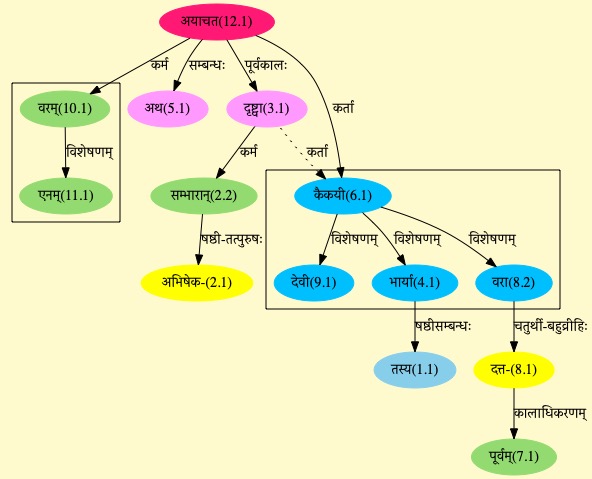 अयाचत(12.1)
कर्म
सम्बन्धः
पूर्वकालः
कर्ता
वरम्(10.1)
अथ(5.1)
दृष्ट्वा(3.1)
विशेषणम्
कर्म
कर्ता
एनम्(11.1)
सम्भारान्(2.2)
कैकयी(6.1)
षष्ठी-तत्पुरुषः
विशेषणम्
विशेषणम्
विशेषणम्
अभिषेक-(2.1)
देवी(9.1)
भार्या(4.1)
वरा(8.2)
षष्ठीसम्बन्धः
चतुर्थी-बहुव्रीहिः
तस्य(1.1)
दत्त-(8.1)
कालाधिकरणम्
पूर्वम्(7.1)